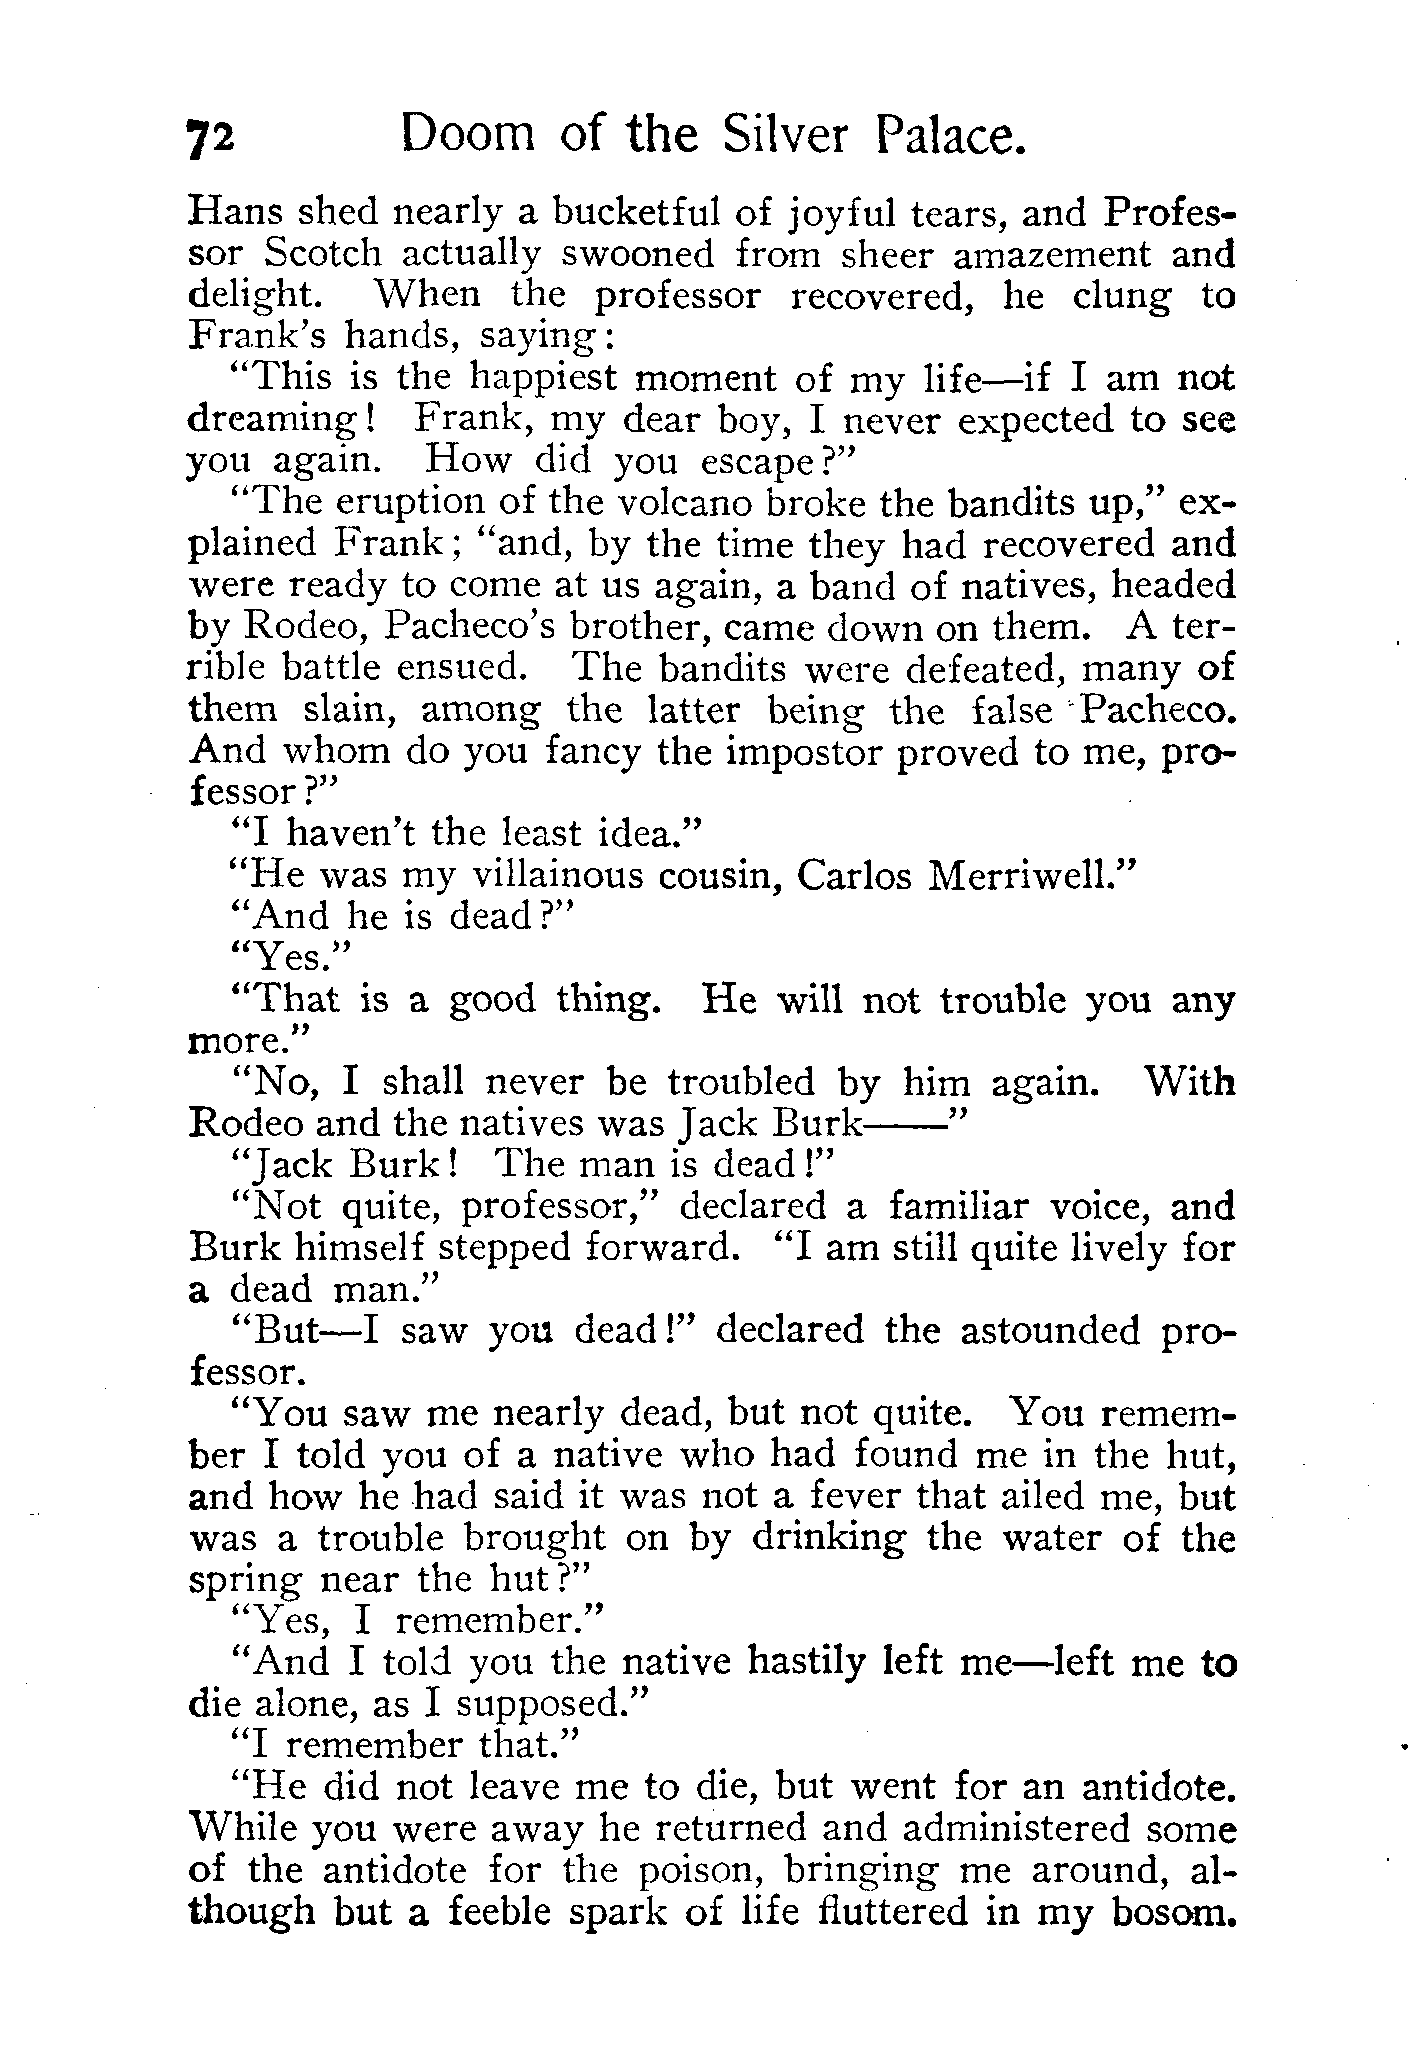 72 Doom of the Silver Palace.
Hans shed nearly a bucketful of joyful tears, and Profes-
sor Scotch actually swooned from sheer amazement and
delight. When the professor recovered, he clung to
Frank's hands, saying:
"This is the happiest moment of my life—if I am not
dreaming! Frank, my dear boy, I never expected to see
you again. How did you escape?"
"The eruption of the volcano broke the bandits up," ex-
plained Frank; "and, by the time they had recovered and
were ready to come at us again, a band of natives, headed
by Rodeo, Pacheco's brother, came down on them. A ter-
rible battle ensued. The bandits were defeated, many of
them slain, among the latter being the false Pacheco.
And whom do you fancy the impostor proved to me, pro-
fessor?"
"I haven't the least idea."
"He was my villainous cousin, Carlos Merriwell."
"And he is dead?"
"Yes."
"That is a good thing. He will not trouble you any
more."
"No, I shall never be troubled by him again. With
Rodeo and the natives was Jack Burk——"
"Jack Burk! The man is dead!"
"Not quite, professor," declared a familiar voice, and
Burk himself stepped forward. "I am still quite lively for
a dead man."
"But—I saw you dead!" declared the astounded pro-
fessor.
"You saw me nearly dead, but not quite. You remem-
ber I told you of a native who had found me in the hut,
and how he had said it was not a fever that ailed me, but
was a trouble brought on by drinking the water of the
spring near the hut?"
"Yes, I remember."
"And I told you the native hastily left me—left me to
die alone, as I supposed."
"I remember that."
"He did not leave me to die, but went for an antidote.
While you were away he returned and administered some
of the antidote for the poison, bringing me around, al-
though but a feeble spark of life fluttered in my bosom.